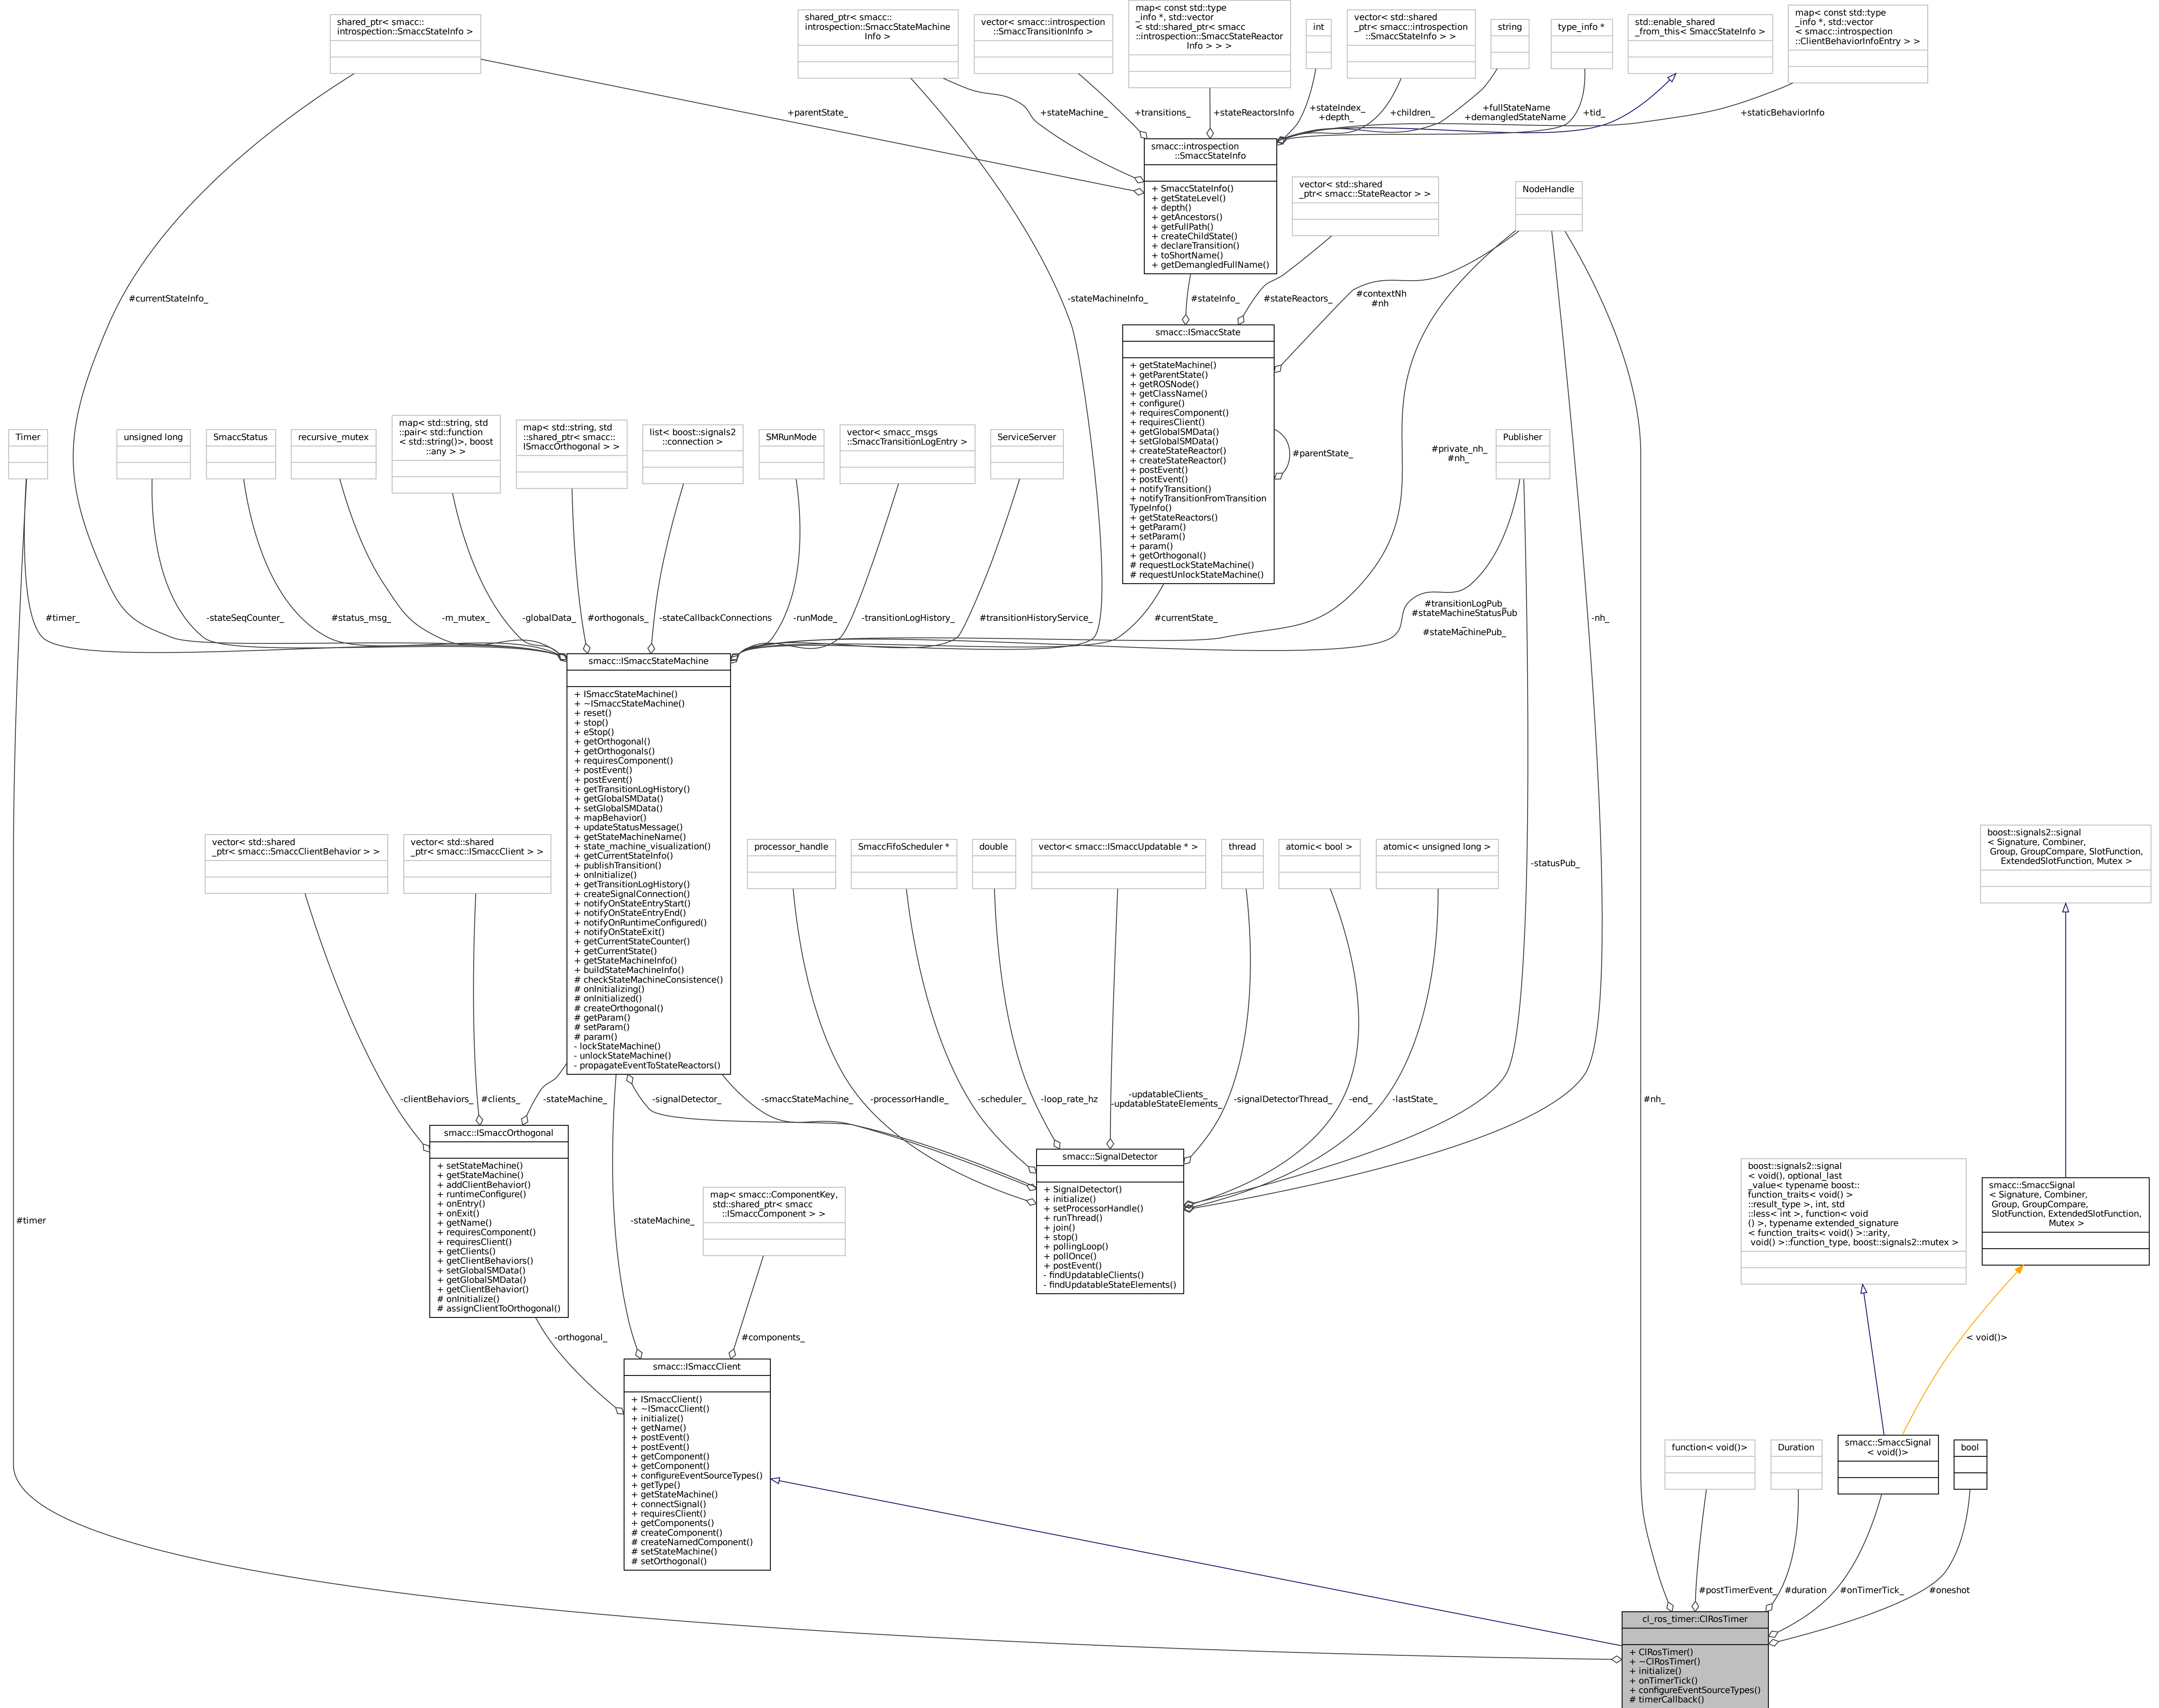 shared_ptr< smacc::
introspection::SmaccStateInfo >
shared_ptr< smacc::
introspection::SmaccStateMachine
Info >
vector< smacc::introspection
::SmaccTransitionInfo >
map< const std::type
_info *, std::vector
< std::shared_ptr< smacc
::introspection::SmaccStateReactor
Info > > >
int
vector< std::shared
_ptr< smacc::introspection
::SmaccStateInfo > >
string
type_info *
std::enable_shared
_from_this< SmaccStateInfo >
map< const std::type
_info *, std::vector
< smacc::introspection
::ClientBehaviorInfoEntry > >
+parentState_
+stateMachine_
+transitions_
+stateReactorsInfo
+stateIndex_
+depth_
+children_
+fullStateName
+demangledStateName
+tid_
+staticBehaviorInfo
smacc::introspection
::SmaccStateInfo
+ SmaccStateInfo()
+ getStateLevel()
+ depth()
+ getAncestors()
+ getFullPath()
+ createChildState()
+ declareTransition()
+ toShortName()
+ getDemangledFullName()
vector< std::shared
_ptr< smacc::StateReactor > >
NodeHandle
#currentStateInfo_
-stateMachineInfo_
#stateInfo_
#stateReactors_
#contextNh
#nh
smacc::ISmaccState
+ getStateMachine()
+ getParentState()
+ getROSNode()
+ getClassName()
+ configure()
+ requiresComponent()
+ requiresClient()
+ getGlobalSMData()
+ setGlobalSMData()
+ createStateReactor()
+ createStateReactor()
+ postEvent()
+ postEvent()
+ notifyTransition()
+ notifyTransitionFromTransition
TypeInfo()
+ getStateReactors()
+ getParam()
+ setParam()
+ param()
+ getOrthogonal()
# requestLockStateMachine()
# requestUnlockStateMachine()
#parentState_
#private_nh_
#nh_
Timer
unsigned long
SmaccStatus
recursive_mutex
map< std::string, std
::pair< std::function
< std::string()>, boost
::any > >
map< std::string, std
::shared_ptr< smacc::
ISmaccOrthogonal > >
list< boost::signals2
::connection >
SMRunMode
vector< smacc_msgs
::SmaccTransitionLogEntry >
ServiceServer
Publisher
#timer_
-stateSeqCounter_
#status_msg_
-m_mutex_
-globalData_
#orthogonals_
-stateCallbackConnections
-runMode_
-transitionLogHistory_
#transitionHistoryService_
#currentState_
#transitionLogPub_
#stateMachineStatusPub
_
#stateMachinePub_
-nh_
smacc::ISmaccStateMachine
+ ISmaccStateMachine()
+ ~ISmaccStateMachine()
+ reset()
+ stop()
+ eStop()
+ getOrthogonal()
+ getOrthogonals()
+ requiresComponent()
+ postEvent()
+ postEvent()
+ getTransitionLogHistory()
+ getGlobalSMData()
+ setGlobalSMData()
+ mapBehavior()
+ updateStatusMessage()
+ getStateMachineName()
+ state_machine_visualization()
+ getCurrentStateInfo()
+ publishTransition()
+ onInitialize()
+ getTransitionLogHistory()
+ createSignalConnection()
+ notifyOnStateEntryStart()
+ notifyOnStateEntryEnd()
+ notifyOnRuntimeConfigured()
+ notifyOnStateExit()
+ getCurrentStateCounter()
+ getCurrentState()
+ getStateMachineInfo()
+ buildStateMachineInfo()
# checkStateMachineConsistence()
# onInitializing()
# onInitialized()
# createOrthogonal()
# getParam()
# setParam()
# param()
- lockStateMachine()
- unlockStateMachine()
- propagateEventToStateReactors()
vector< std::shared
_ptr< smacc::SmaccClientBehavior > >
vector< std::shared
_ptr< smacc::ISmaccClient > >
processor_handle
SmaccFifoScheduler *
double
vector< smacc::ISmaccUpdatable * >
thread
atomic< bool >
atomic< unsigned long >
-statusPub_
boost::signals2::signal
< Signature, Combiner,
Group, GroupCompare, SlotFunction,
ExtendedSlotFunction, Mutex >
-clientBehaviors_
#clients_
-stateMachine_
-signalDetector_
-smaccStateMachine_
-processorHandle_
-scheduler_
-loop_rate_hz
-updatableClients_
-updatableStateElements_
-signalDetectorThread_
-end_
-lastState_
#nh_
smacc::ISmaccOrthogonal
+ setStateMachine()
+ getStateMachine()
+ addClientBehavior()
+ runtimeConfigure()
+ onEntry()
+ onExit()
+ getName()
+ requiresComponent()
+ requiresClient()
+ getClients()
+ getClientBehaviors()
+ setGlobalSMData()
+ getGlobalSMData()
+ getClientBehavior()
# onInitialize()
# assignClientToOrthogonal()
smacc::SignalDetector
+ SignalDetector()
+ initialize()
+ setProcessorHandle()
+ runThread()
+ join()
+ stop()
+ pollingLoop()
+ pollOnce()
+ postEvent()
- findUpdatableClients()
- findUpdatableStateElements()
#timer
-stateMachine_
map< smacc::ComponentKey,
std::shared_ptr< smacc
::ISmaccComponent > >
boost::signals2::signal
< void(), optional_last
_value< typename boost::
function_traits< void() >
::result_type >, int, std
::less< int >, function< void
() >, typename extended_signature
< function_traits< void() >::arity,
void() >::function_type, boost::signals2::mutex >
smacc::SmaccSignal
< Signature, Combiner,
Group, GroupCompare,
SlotFunction, ExtendedSlotFunction,
Mutex >
-orthogonal_
#components_
< void()>
smacc::ISmaccClient
+ ISmaccClient()
+ ~ISmaccClient()
+ initialize()
+ getName()
+ postEvent()
+ postEvent()
+ getComponent()
+ getComponent()
+ configureEventSourceTypes()
+ getType()
+ getStateMachine()
+ connectSignal()
+ requiresClient()
+ getComponents()
# createComponent()
# createNamedComponent()
# setStateMachine()
# setOrthogonal()
function< void()>
Duration
smacc::SmaccSignal
< void()>
bool
#postTimerEvent_
#duration
#onTimerTick_
#oneshot
cl_ros_timer::ClRosTimer
+ ClRosTimer()
+ ~ClRosTimer()
+ initialize()
+ onTimerTick()
+ configureEventSourceTypes()
# timerCallback()